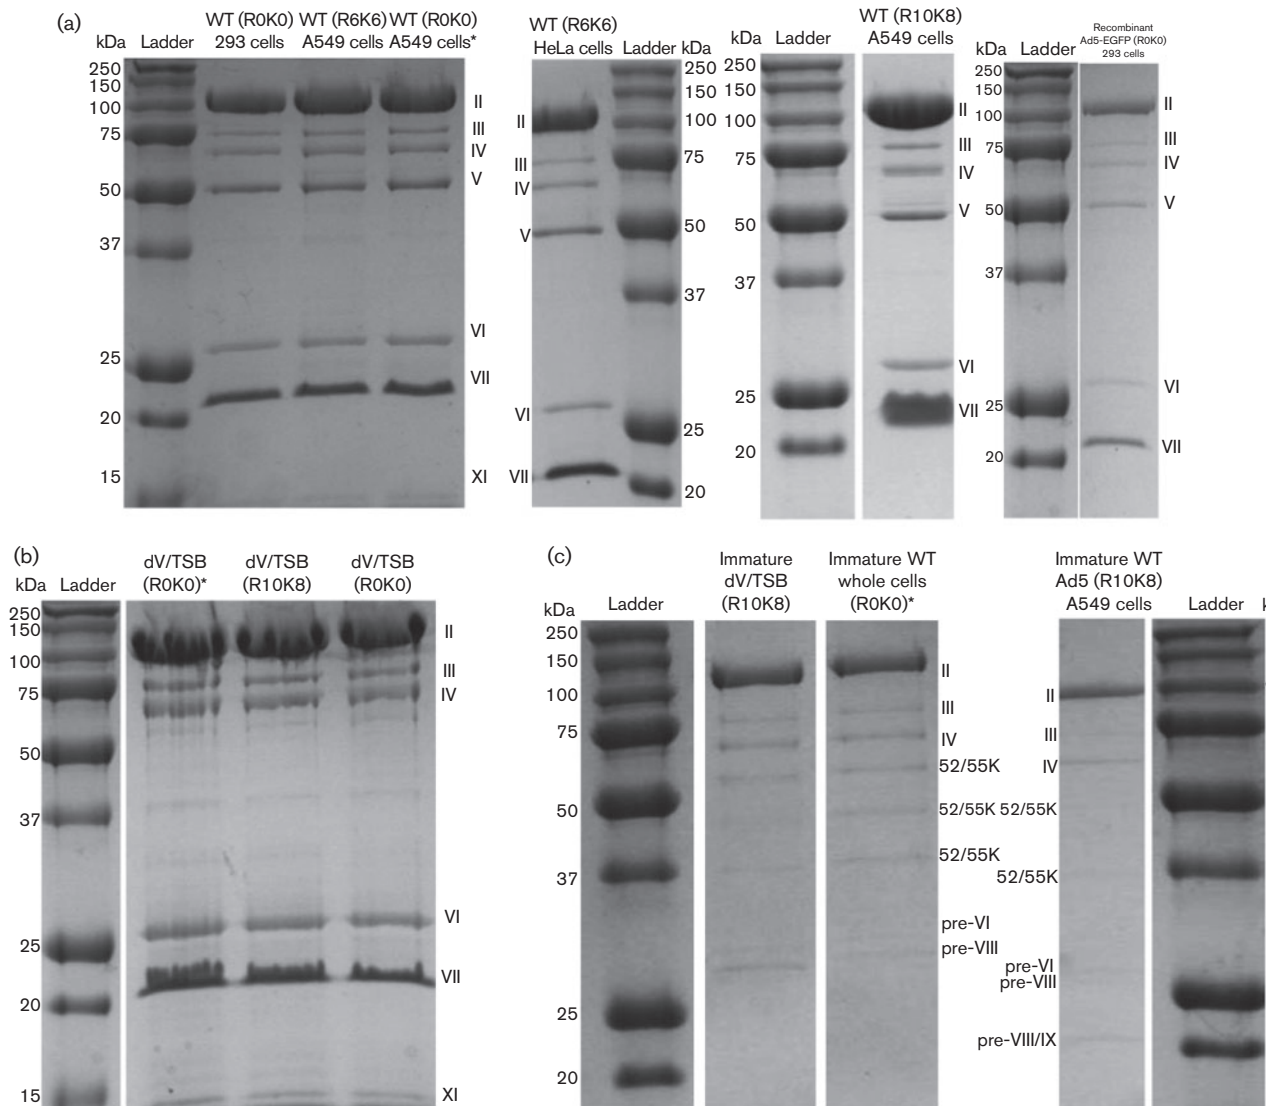 (a)
WT (R0K0) WT (R6K6) WT (R0K0)
kDa Ladder 293 cells A549 cells A549 cells*
250
150
100
75
50
37
25
20
15
II
III
IV
V
VI
VII
XI
WT (R6K6)
HeLa cells Ladder kDa
II
III
IV
V
VI
VII
250
150
100
75
50
37
25
20
WT (R10K8)
kDa Ladder A549 cells
250
150
100
75
50
37
25
20
II
III
IV
V
VI
VII
Recombinant
Ad5-EGFP (R0K0)
kDa Ladder 293 cells
250
150
100
75
50
37
25
20
II
III
IV
V
VI
VII
(b)
dV/TSB dV/TSB dV/TSB
kDa Ladder (R0K0)* (R10K8) (R0K0)
250
150
100
75
50
37
25
20
15
II
III
IV
VI
VII
XI
(c)
Immature Immature WT
dV/TSB whole cells
kDa Ladder (R10K8) (R0K0)*
250
150
100
75
50
37
25
20
II
III
IV
52/55K
52/55K
52/55K
pre-VI
pre-VIII
Immature WT
Ad5 (R10K8)
A549 cells Ladder
II
III
IV
52/55K
52/55K
pre-VI
pre-VIII
pre-VIII/IX